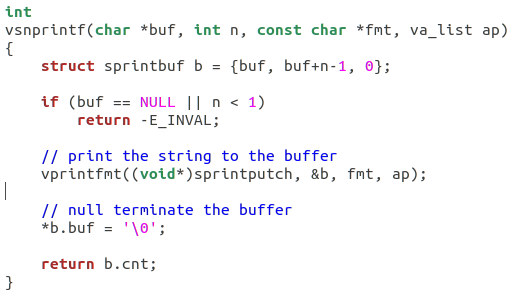 int
vsnprintf(char *buf, int n, const char *fmt, va_list ap)
{
    struct sprintbuf b = {buf, buf+n-1, 0};

    if (buf == NULL || n < 1)
        return -E_INVAL;

    // print the string to the buffer
    vprintfmt((void*)sprintputch, &b, fmt, ap);

    // null terminate the buffer
    *b.buf = '\0';

    return b.cnt;
}